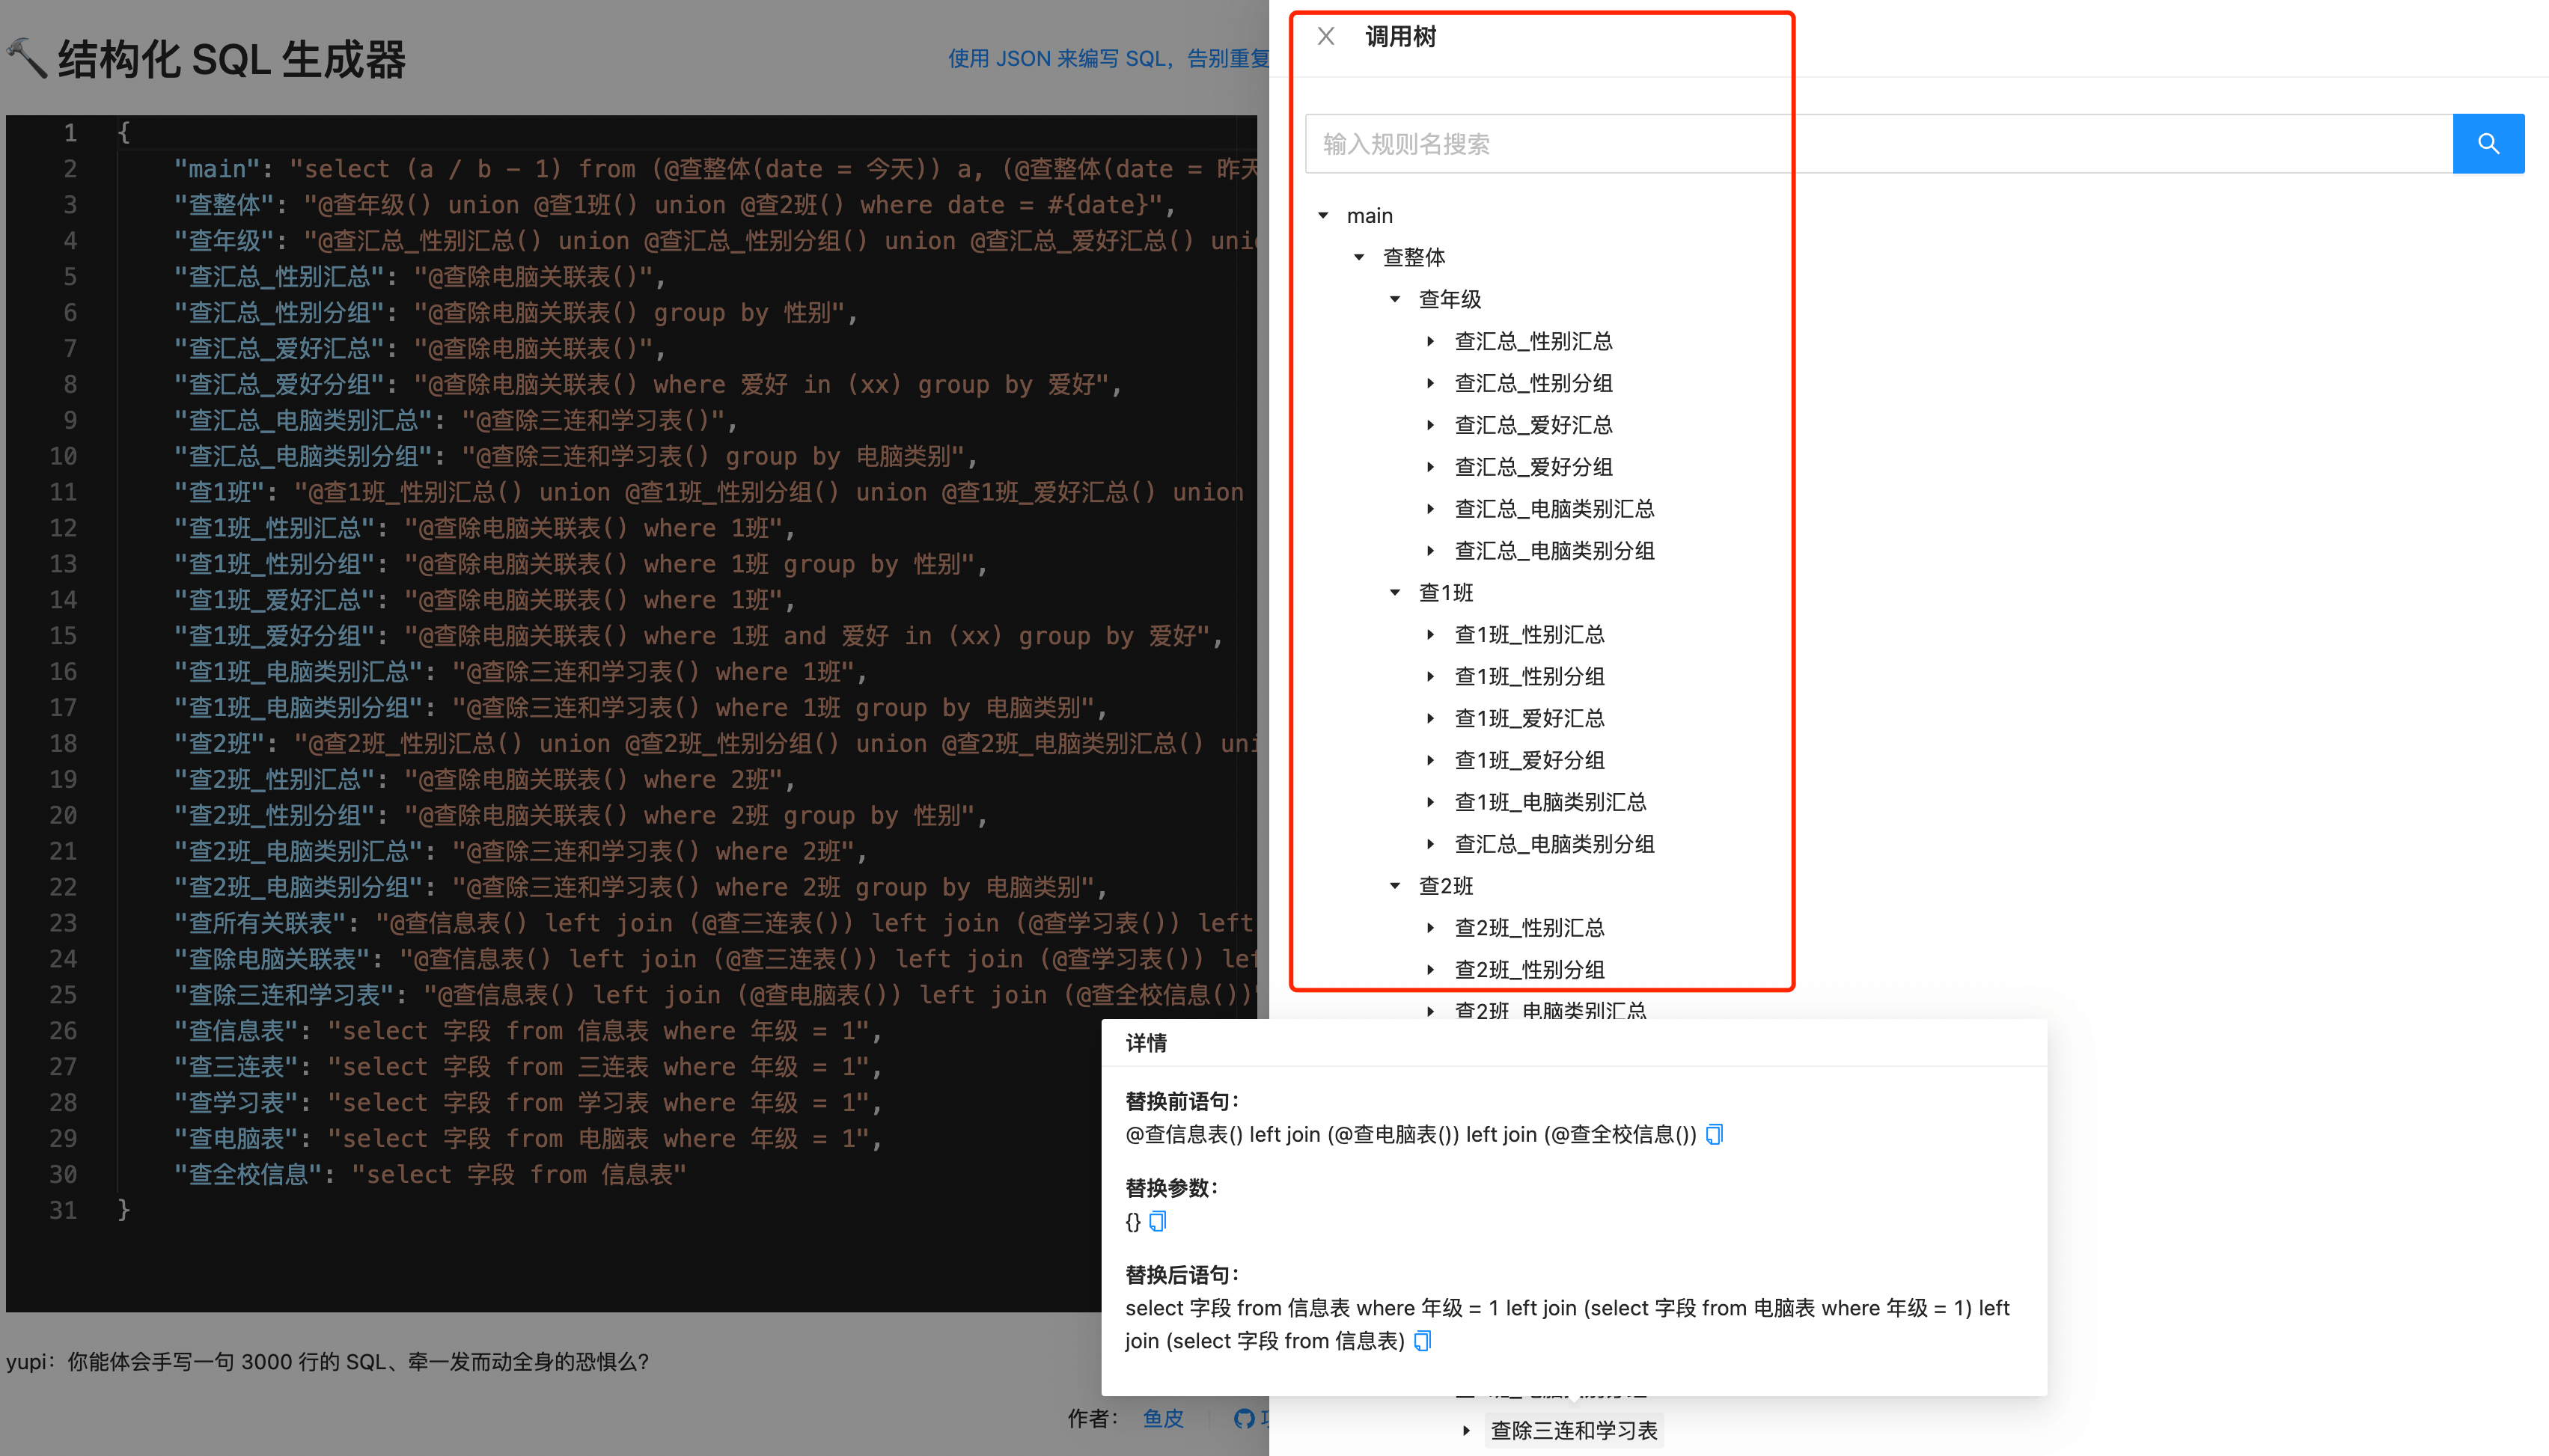 结构化 SQL 生成器
使用 JSON 来编写 SQL，告别重复
1 {
2 "main": "select (a / b - 1) from (@查整体(date = 今天)) a, (@查整体(date = 昨天
3 "查整体": "@查年级() union @查1班() union @查2班() where date = #{date}",
4 "查年级": "@查汇总_性别汇总() union @查汇总_性别分组() union @查汇总_爱好汇总() uni
5 "查汇总_性别汇总": "@查除电脑关联表()",
6 "查汇总_性别分组": "@查除电脑关联表() group by 性别",
7 "查汇总_爱好汇总": "@查除电脑关联表()",
8 "查汇总_爱好分组": "@查除电脑关联表() where 爱好 in (xx) group by 爱好",
9 "查汇总_电脑类别汇总": "@查除三连和学习表()",
10 "查汇总_电脑类别分组": "@查除三连和学习表() group by 电脑类别",
11 "查1班": "@查1班_性别汇总() union @查1班_性别分组() union @查1班_爱好汇总() union
12 "查1班_性别汇总": "@查除电脑关联表() where 1班",
13 "查1班_性别分组": "@查除电脑关联表() where 1班 group by 性别",
14 "查1班_爱好汇总": "@查除电脑关联表() where 1班",
15 "查1班_爱好分组": "@查除电脑关联表() where 1班 and 爱好 in (xx) group by 爱好",
16 "查1班_电脑类别汇总": "@查除三连和学习表() where 1班",
17 "查1班_电脑类别分组": "@查除三连和学习表() where 1班 group by 电脑类别",
18 "查2班": "@查2班_性别汇总() union @查2班_性别分组() union @查2班_电脑类别汇总() uni
19 "查2班_性别汇总": "@查除电脑关联表() where 2班",
20 "查2班_性别分组": "@查除电脑关联表() where 2班 group by 性别",
21 "查2班_电脑类别汇总": "@查除三连和学习表() where 2班",
22 "查2班_电脑类别分组": "@查除三连和学习表() where 2班 group by 电脑类别",
23 "查所有关联表": "@查信息表() left join (@查三连表()) left join (@查学习表()) left
24 "查除电脑关联表": "@查信息表() left join (@查三连表()) left join (@查学习表()) lef
25 "查除三连和学习表": "@查信息表() left join (@查电脑表()) left join (@查全校信息())"
26 "查信息表": "select 字段 from 信息表 where 年级 = 1",
27 "查三连表": "select 字段 from 三连表 where 年级 = 1",
28 "查学习表": "select 字段 from 学习表 where 年级 = 1",
29 "查电脑表": "select 字段 from 电脑表 where 年级 = 1",
30 "查全校信息": "select 字段 from 信息表"
31 }
yupi：你能体会手写一句 3000 行的 SQL、牵一发而动全身的恐惧么？
作者： 鱼皮
调用树
输入规则名搜索
main
查整体
查年级
查汇总_性别汇总
查汇总_性别分组
查汇总_爱好汇总
查汇总_爱好分组
查汇总_电脑类别汇总
查汇总_电脑类别分组
查1班
查1班_性别汇总
查1班_性别分组
查1班_爱好汇总
查1班_爱好分组
查1班_电脑类别汇总
查汇总_电脑类别分组
查2班
查2班_性别汇总
查2班_性别分组
查2班_电脑类别汇总
详情
替换前语句：
@查信息表() left join (@查电脑表()) left join (@查全校信息())
替换参数：
{}
替换后语句：
select 字段 from 信息表 where 年级 = 1 left join (select 字段 from 电脑表 where 年级 = 1) left
join (select 字段 from 信息表)
查除三连和学习表